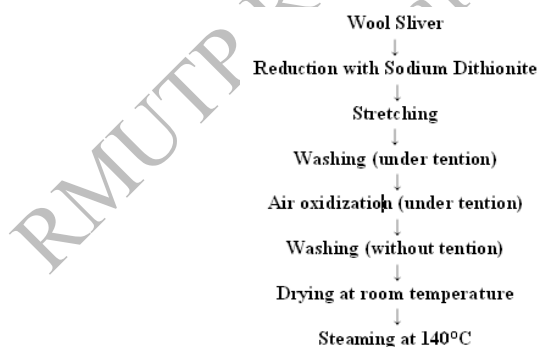 Wool Sliver
↓
Reduction with Sodium Dithionite
↓
Stretching
↓
Washing (under tention)
↓
Air oxidization (under tention)
↓
Washing (without tention)
↓
Drying at room temperature
↓
Steaming at 140°C
RMUTP